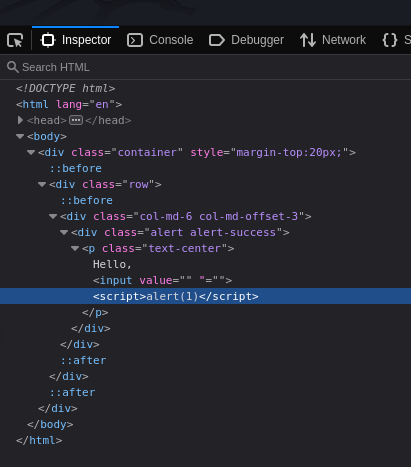 Inspector Console Debugger Network S
Search HTML
<!DOCTYPE html>
<html lang="en">
<head>...</head>
<body>
<div class="container" style="margin-top:20px;">
::before
<div class="row">
::before
<div class="col-md-6 col-md-offset-3">
<div class="alert alert-success">
<p class="text-center">
Hello,
<input value="" "="">
<script>alert(1)</script>
</p>
</div>
</div>
::after
</div>
::after
</div>
</body>
</html>